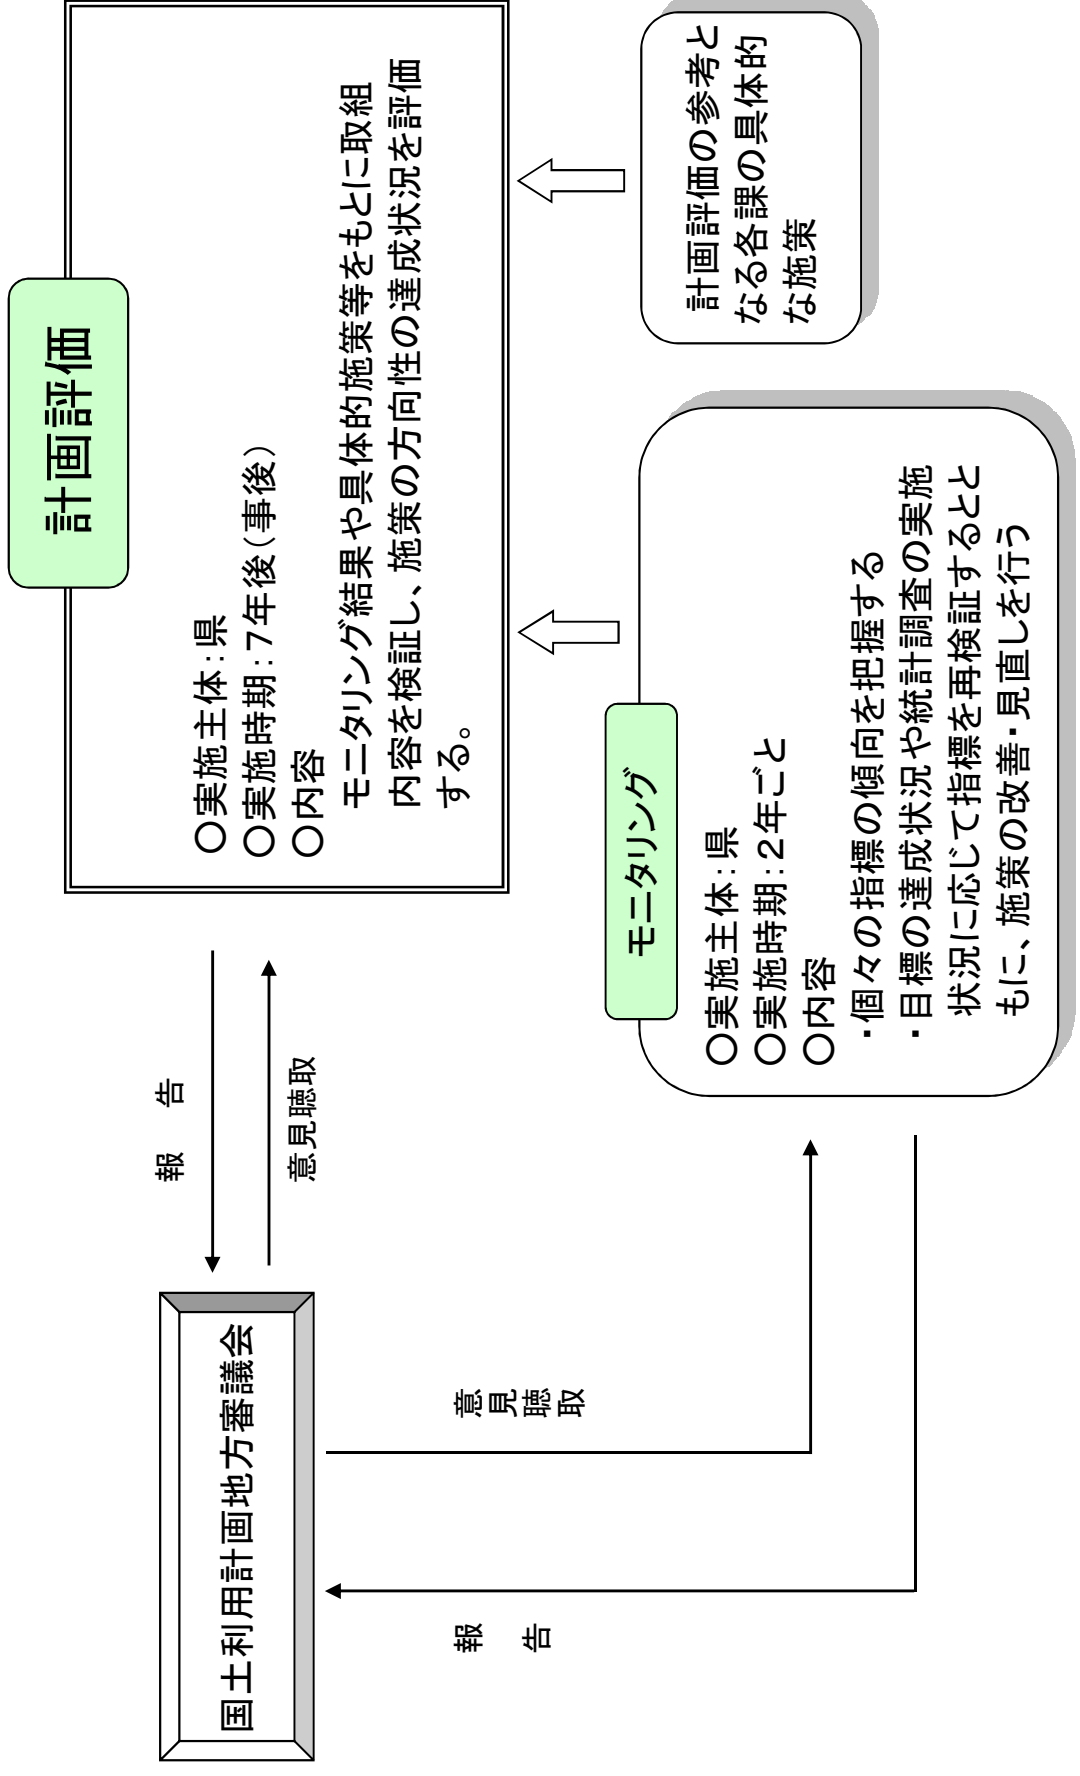 計画評価
〇実施主体：県
〇実施時期：７年後（事後）
〇内容
モニタリング結果や具体的施策等をもとに取組
内容を検証し、施策の方向性の達成状況を評価
する。
報　告
意見聴取
国土利用計画地方審議会
意見聴取
報　告
モニタリング
〇実施主体：県
〇実施時期：２年ごと
〇内容
・個々の指標の傾向を把握する
・目標の達成状況や統計調査の実施
状況に応じて指標を再検証するとと
もに、施策の改善・見直しを行う
計画評価の参考と
なる各課の具体的
な施策